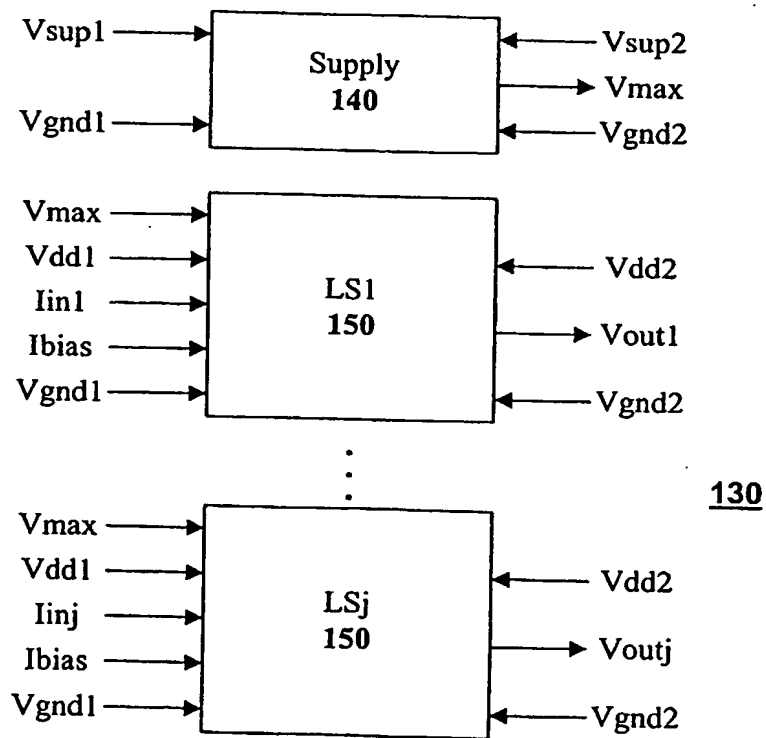 Vsup1
Vgnd1
Supply
140
Vsup2
Vmax
Vgnd2
Vmax
Vdd1
Iin1
Ibias
Vgnd1
LS1
150
Vdd2
Vout1
Vgnd2
130
Vmax
Vdd1
Iinj
Ibias
Vgnd1
LSj
150
Vdd2
Voutj
Vgnd2